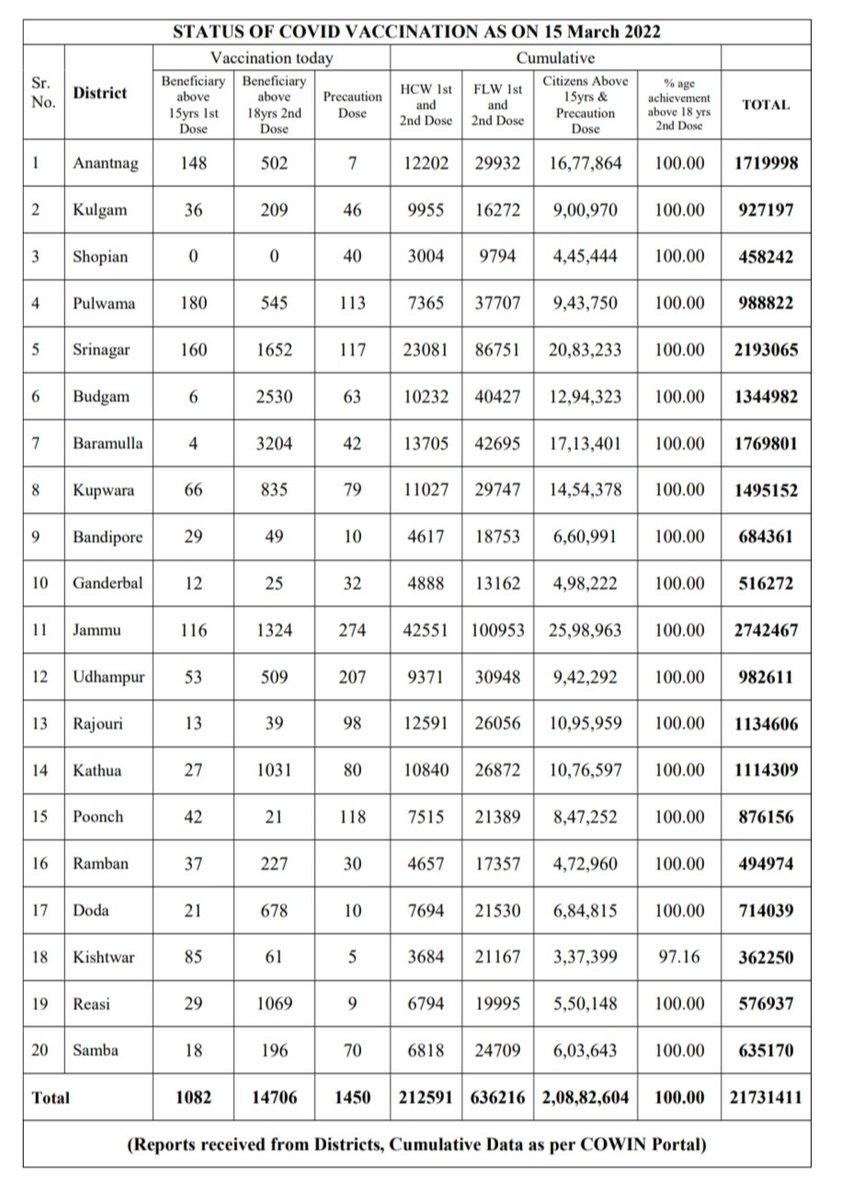 STATUS OF COVID VACCINATION AS ON 15 March 2022
Sr. No. District Vaccination today Cumulative
Beneficiary above 15yrs 1st Dose Beneficiary above 18yrs 2nd Dose Precaution Dose HCW 1st and 2nd Dose FLW 1st and 2nd Dose Citizens Above 15yrs & Precaution Dose % age achievement above 18 yrs 2nd Dose TOTAL
1 Anantnag 148 502 7 12202 29932 16,77,864 100.00 1719998
2 Kulgam 36 209 46 9955 16272 9,00,970 100.00 927197
3 Shopian 0 0 40 3004 9794 4,45,444 100.00 458242
4 Pulwama 180 545 113 7365 37707 9,43,750 100.00 988822
5 Srinagar 160 1652 117 23081 86751 20,83,233 100.00 2193065
6 Budgam 6 2530 63 10232 40427 12,94,323 100.00 1344982
7 Baramulla 4 3204 42 13705 42695 17,13,401 100.00 1769801
8 Kupwara 66 835 79 11027 29747 14,54,378 100.00 1495152
9 Bandipore 29 49 10 4617 18753 6,60,991 100.00 684361
10 Ganderbal 12 25 32 4888 13162 4,98,222 100.00 516272
11 Jammu 116 1324 274 42551 100953 25,98,963 100.00 2742467
12 Udhampur 53 509 207 9371 30948 9,42,292 100.00 982611
13 Rajouri 13 39 98 12591 26056 10,95,959 100.00 1134606
14 Kathua 27 1031 80 10840 26872 10,76,597 100.00 1114309
15 Poonch 42 21 118 7515 21389 8,47,252 100.00 876156
16 Ramban 37 227 30 4657 17357 4,72,960 100.00 494974
17 Doda 21 678 10 7694 21530 6,84,815 100.00 714039
18 Kishtwar 85 61 5 3684 21167 3,37,399 97.16 362250
19 Reasi 29 1069 9 6794 19995 5,50,148 100.00 576937
20 Samba 18 196 70 6818 24709 6,03,643 100.00 635170
Total 1082 14706 1450 212591 636216 2,08,82,604 100.00 21731411
(Reports received from Districts, Cumulative Data as per COWIN Portal)